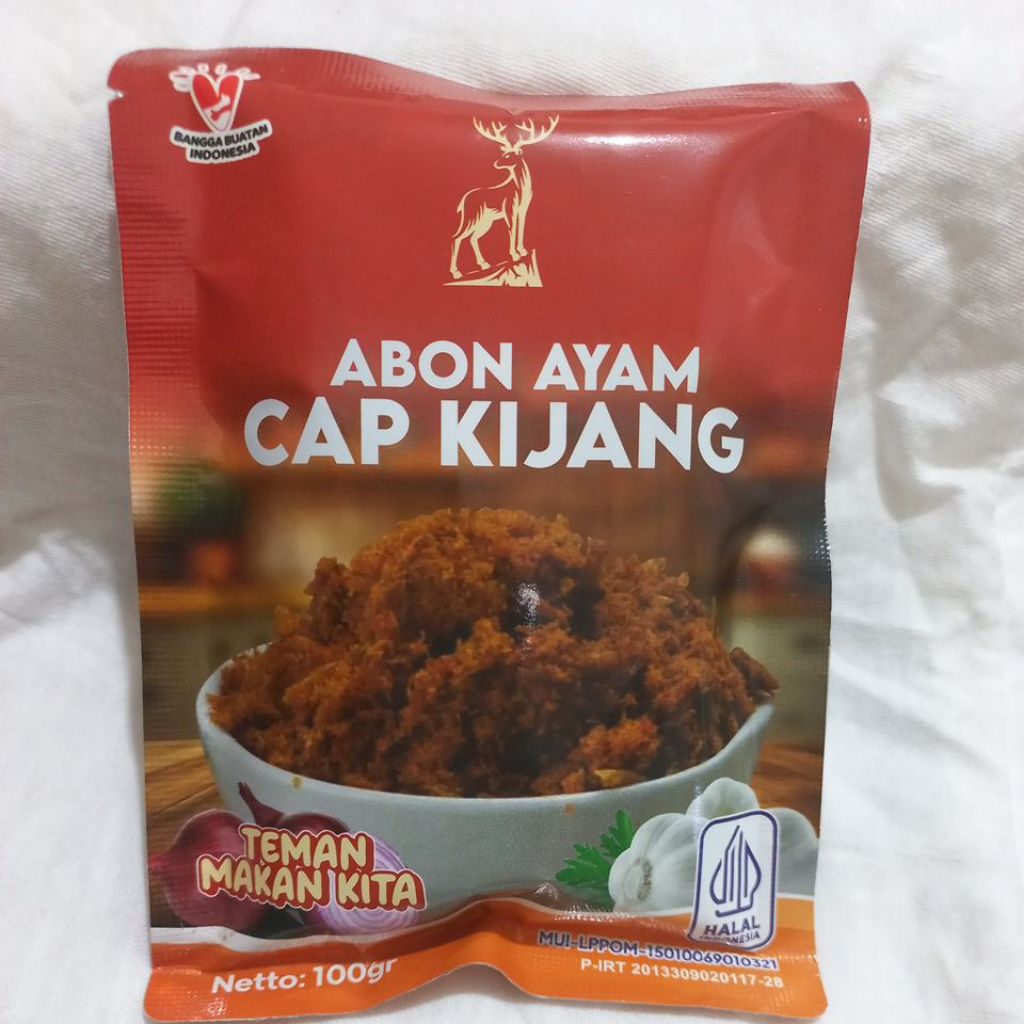 BANGGA BUATAN
INDONESIA
ABON AYAM
CAP KIJANG
TEMAN
MAKAN KITA
HALAL
INDONESIA
MUI-LPPOM-15010069010321
P-IRT 2013309020117-28
Netto: 100gr